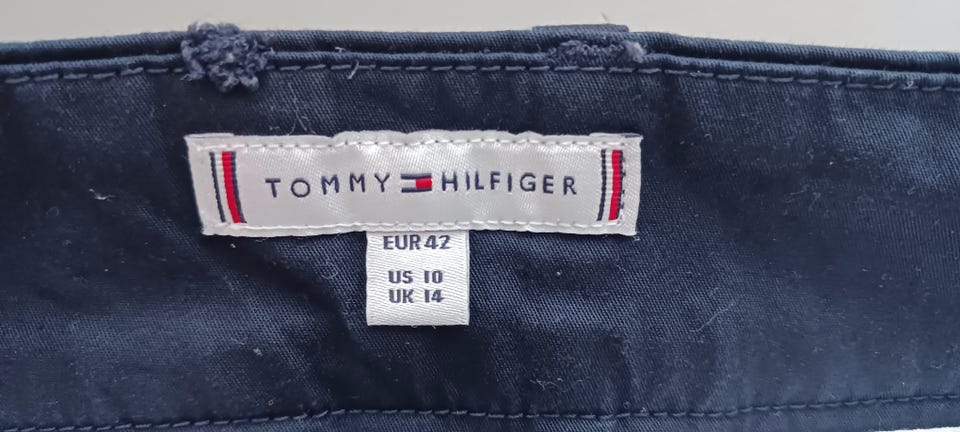 TOMMY HILFIGER
EUR 42
US 10
UK 14